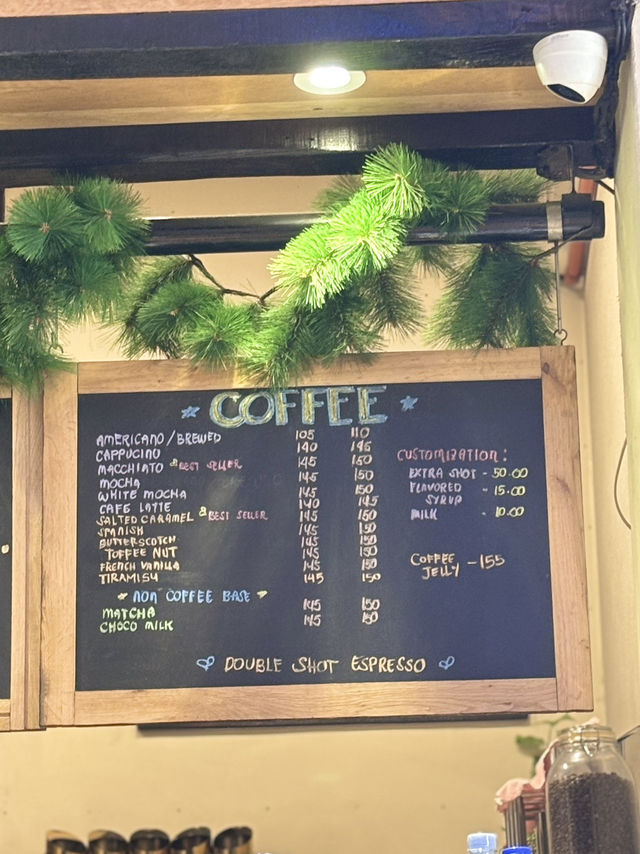 COFFEE
AMERICANO / BREWED 105 110
CAPPUCINO 140 145
MACCHIATO BEST SELLER 145 150
MOCHA 145 150
WHITE MOCHA 145 150
CAFE LATTE 140 145
SALTED CARAMEL BEST SELLER 145 150
SPANISH 145 150
BUTTERSCOTCH 145 150
TOFFEE NUT 145 150
FRENCH VANILLA 145 150
TIRAMISU 145 150
NON COFFEE BASE
MATCHA 145 150
CHOCO MILK 145 150
CUSTOMIZATION:
EXTRA SHOT - 50.00
FLAVORED - 15.00
SYRUP
MILK - 10.00
COFFEE - 155
JELLY
DOUBLE SHOT ESPRESSO